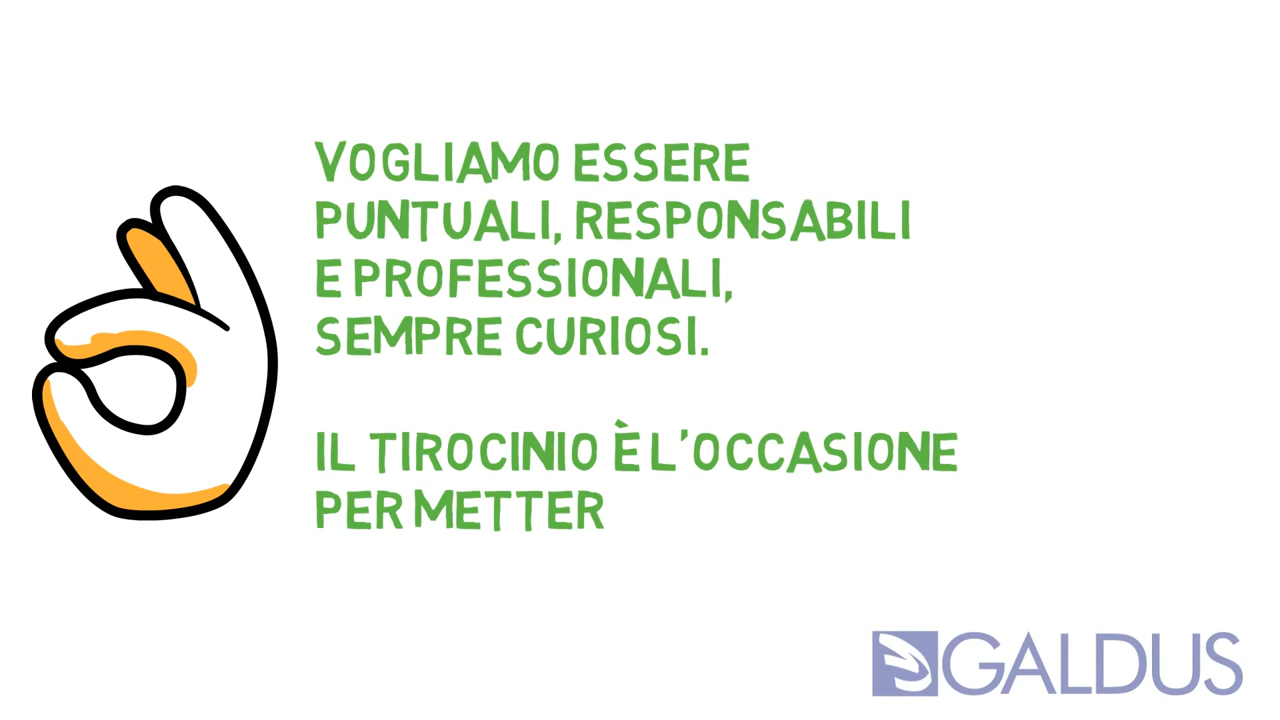 VOGLIAMO ESSERE
PUNTUALI, RESPONSABILI
E PROFESSIONALI,
SEMPRE CURIOSI.
IL TIROCINIO È L'OCCASIONE
PER METTER
GALDUS